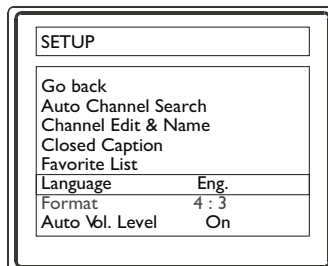 SETUP
Go back
Auto Channel Search
Channel Edit & Name
Closed Caption
Favorite List
Language Eng.
Format 4 : 3
Auto Vol. Level On